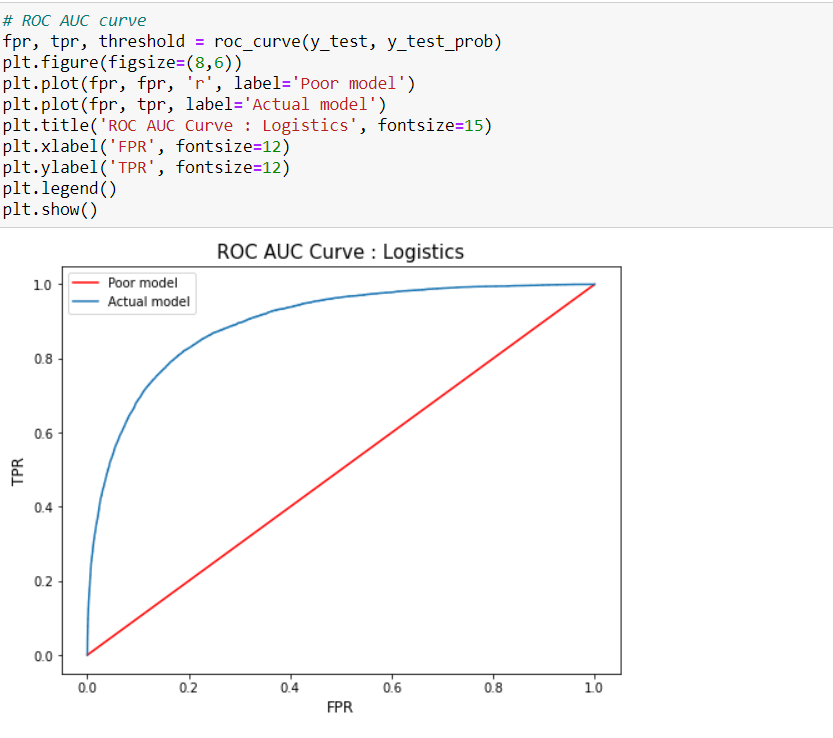 # ROC AUC curve
fpr, tpr, threshold = roc_curve(y_test, y_test_prob)
plt.figure(figsize=(8,6))
plt.plot(fpr, fpr, 'r', label='Poor model')
plt.plot(fpr, tpr, label='Actual model')
plt.title('ROC AUC Curve : Logistics', fontsize=15)
plt.xlabel('FPR', fontsize=12)
plt.ylabel('TPR', fontsize=12)
plt.legend()
plt.show()
ROC AUC Curve : Logistics
Poor model
Actual model
1.0
0.8
0.6
0.4
0.2
0.0
TPR
0.0 0.2 0.4 0.6 0.8 1.0
FPR